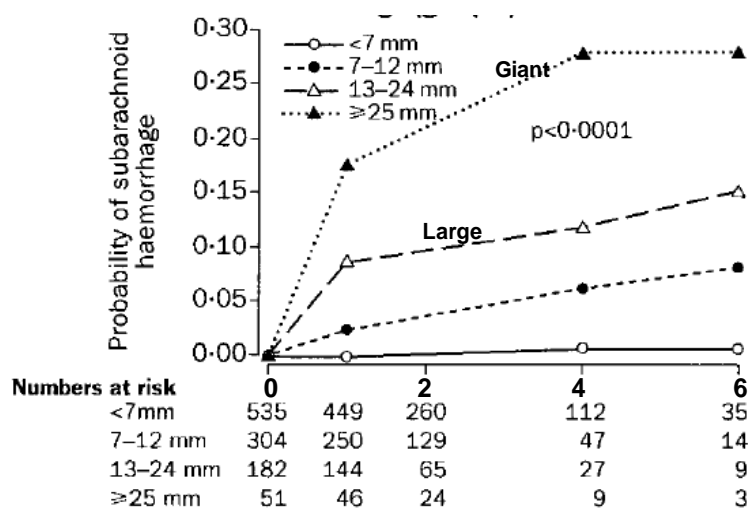 0·30
0·25
0·20
0·15
0·10
0·05
0·00
Probability of subarachnoid
haemorrhage
<7 mm
7–12 mm
13–24 mm
≥25 mm
Giant
p<0·0001
Large
Numbers at risk 0 2 4 6
<7mm 535 449 260 112 35
7–12 mm 304 250 129 47 14
13–24 mm 182 144 65 27 9
≥25 mm 51 46 24 9 3